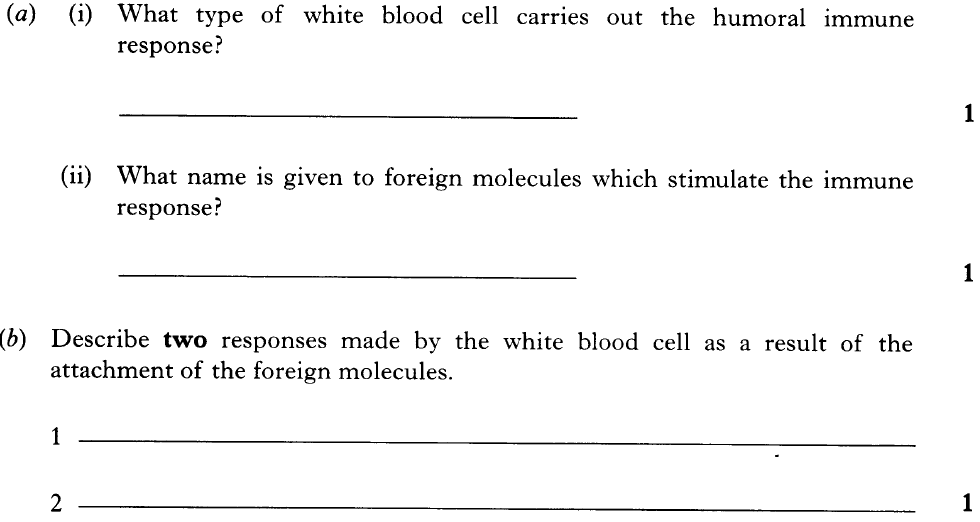 (a) (i) What type of white blood cell carries out the humoral immune
response?
1
(ii) What name is given to foreign molecules which stimulate the immune
response?
1
(b) Describe two responses made by the white blood cell as a result of the
attachment of the foreign molecules.
1
2 1